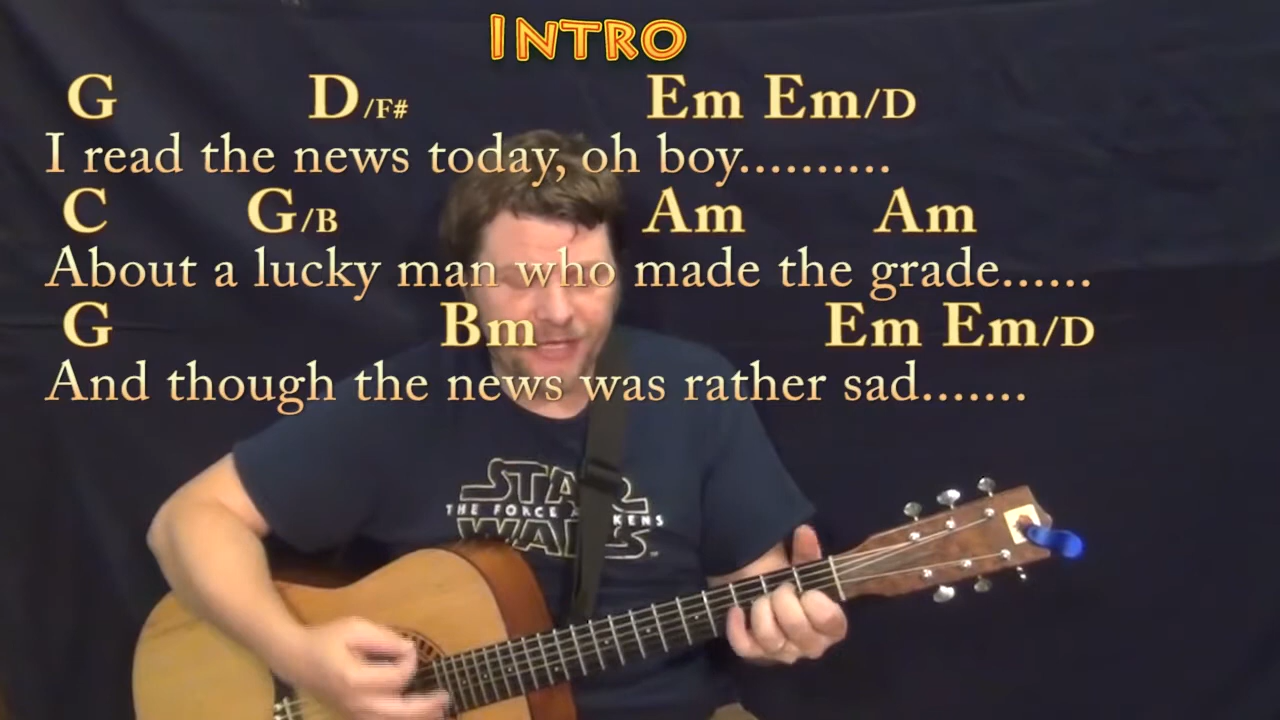 INTRO
G D/F# Em Em/D
I read the news today, oh boy..........
C G/B Am Am
About a lucky man who made the grade......
G Bm Em Em/D
And though the news was rather sad.......
STAR
THE FORCE AWAKENS
WARS